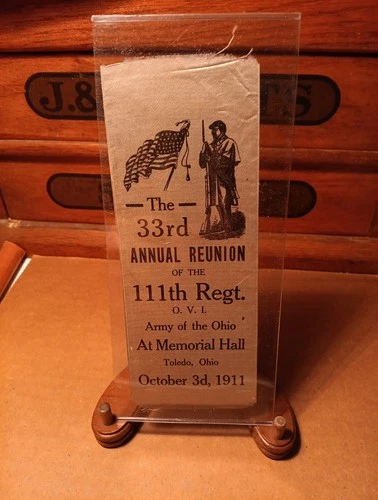 J. &
TS
The
33rd
ANNUAL REUNION
OF THE
111th Regt.
O. V. I.
Army of the Ohio
At Memorial Hall
Toledo, Ohio
October 3d, 1911